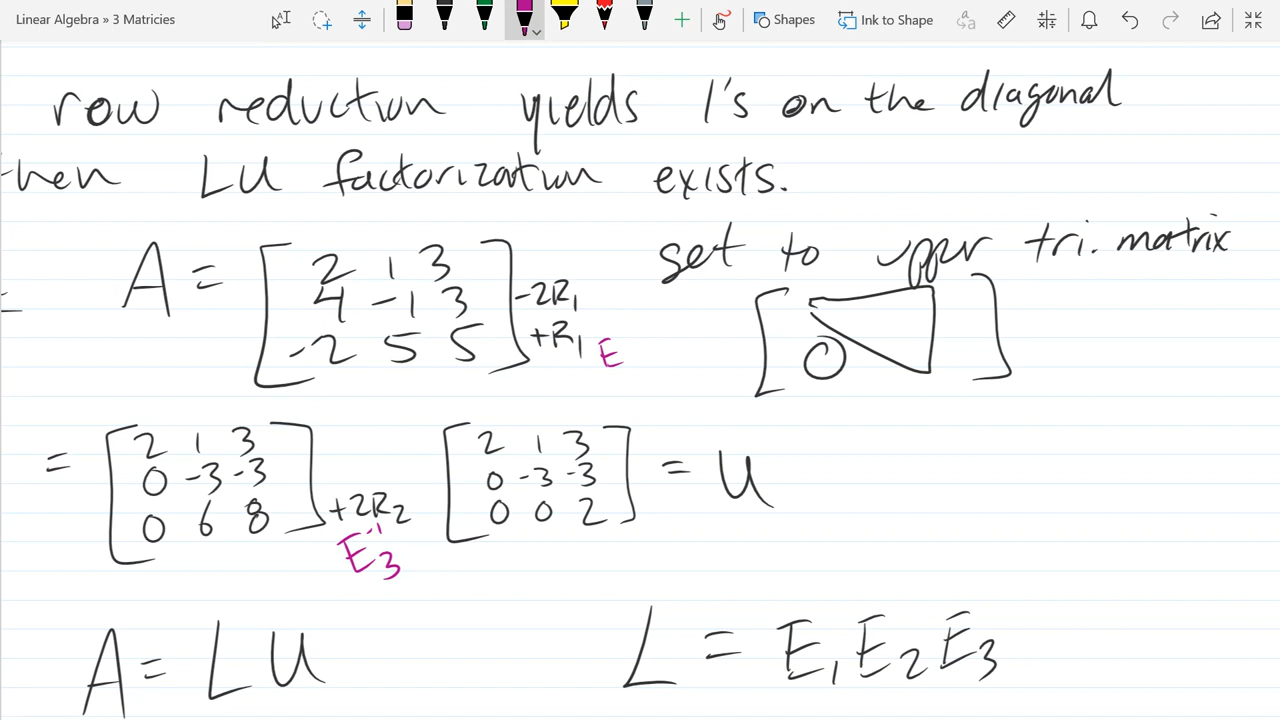 Linear Algebra » 3 Matricies
Shapes
Ink to Shape
row reduction yields 1's on the diagonal
then LU factorization exists.
set to upper tri. matrix
A = [ 2 1 3
4 -1 3 -2R₁
-2 5 5 ] +R₁ E
0
= [ 2 1 3
0 -3 -3
0 6 8 ] +2R₂
E₃⁻¹
[ 2 1 3
0 -3 -3
0 0 2 ] = U
A = LU
L = E₁E₂E₃